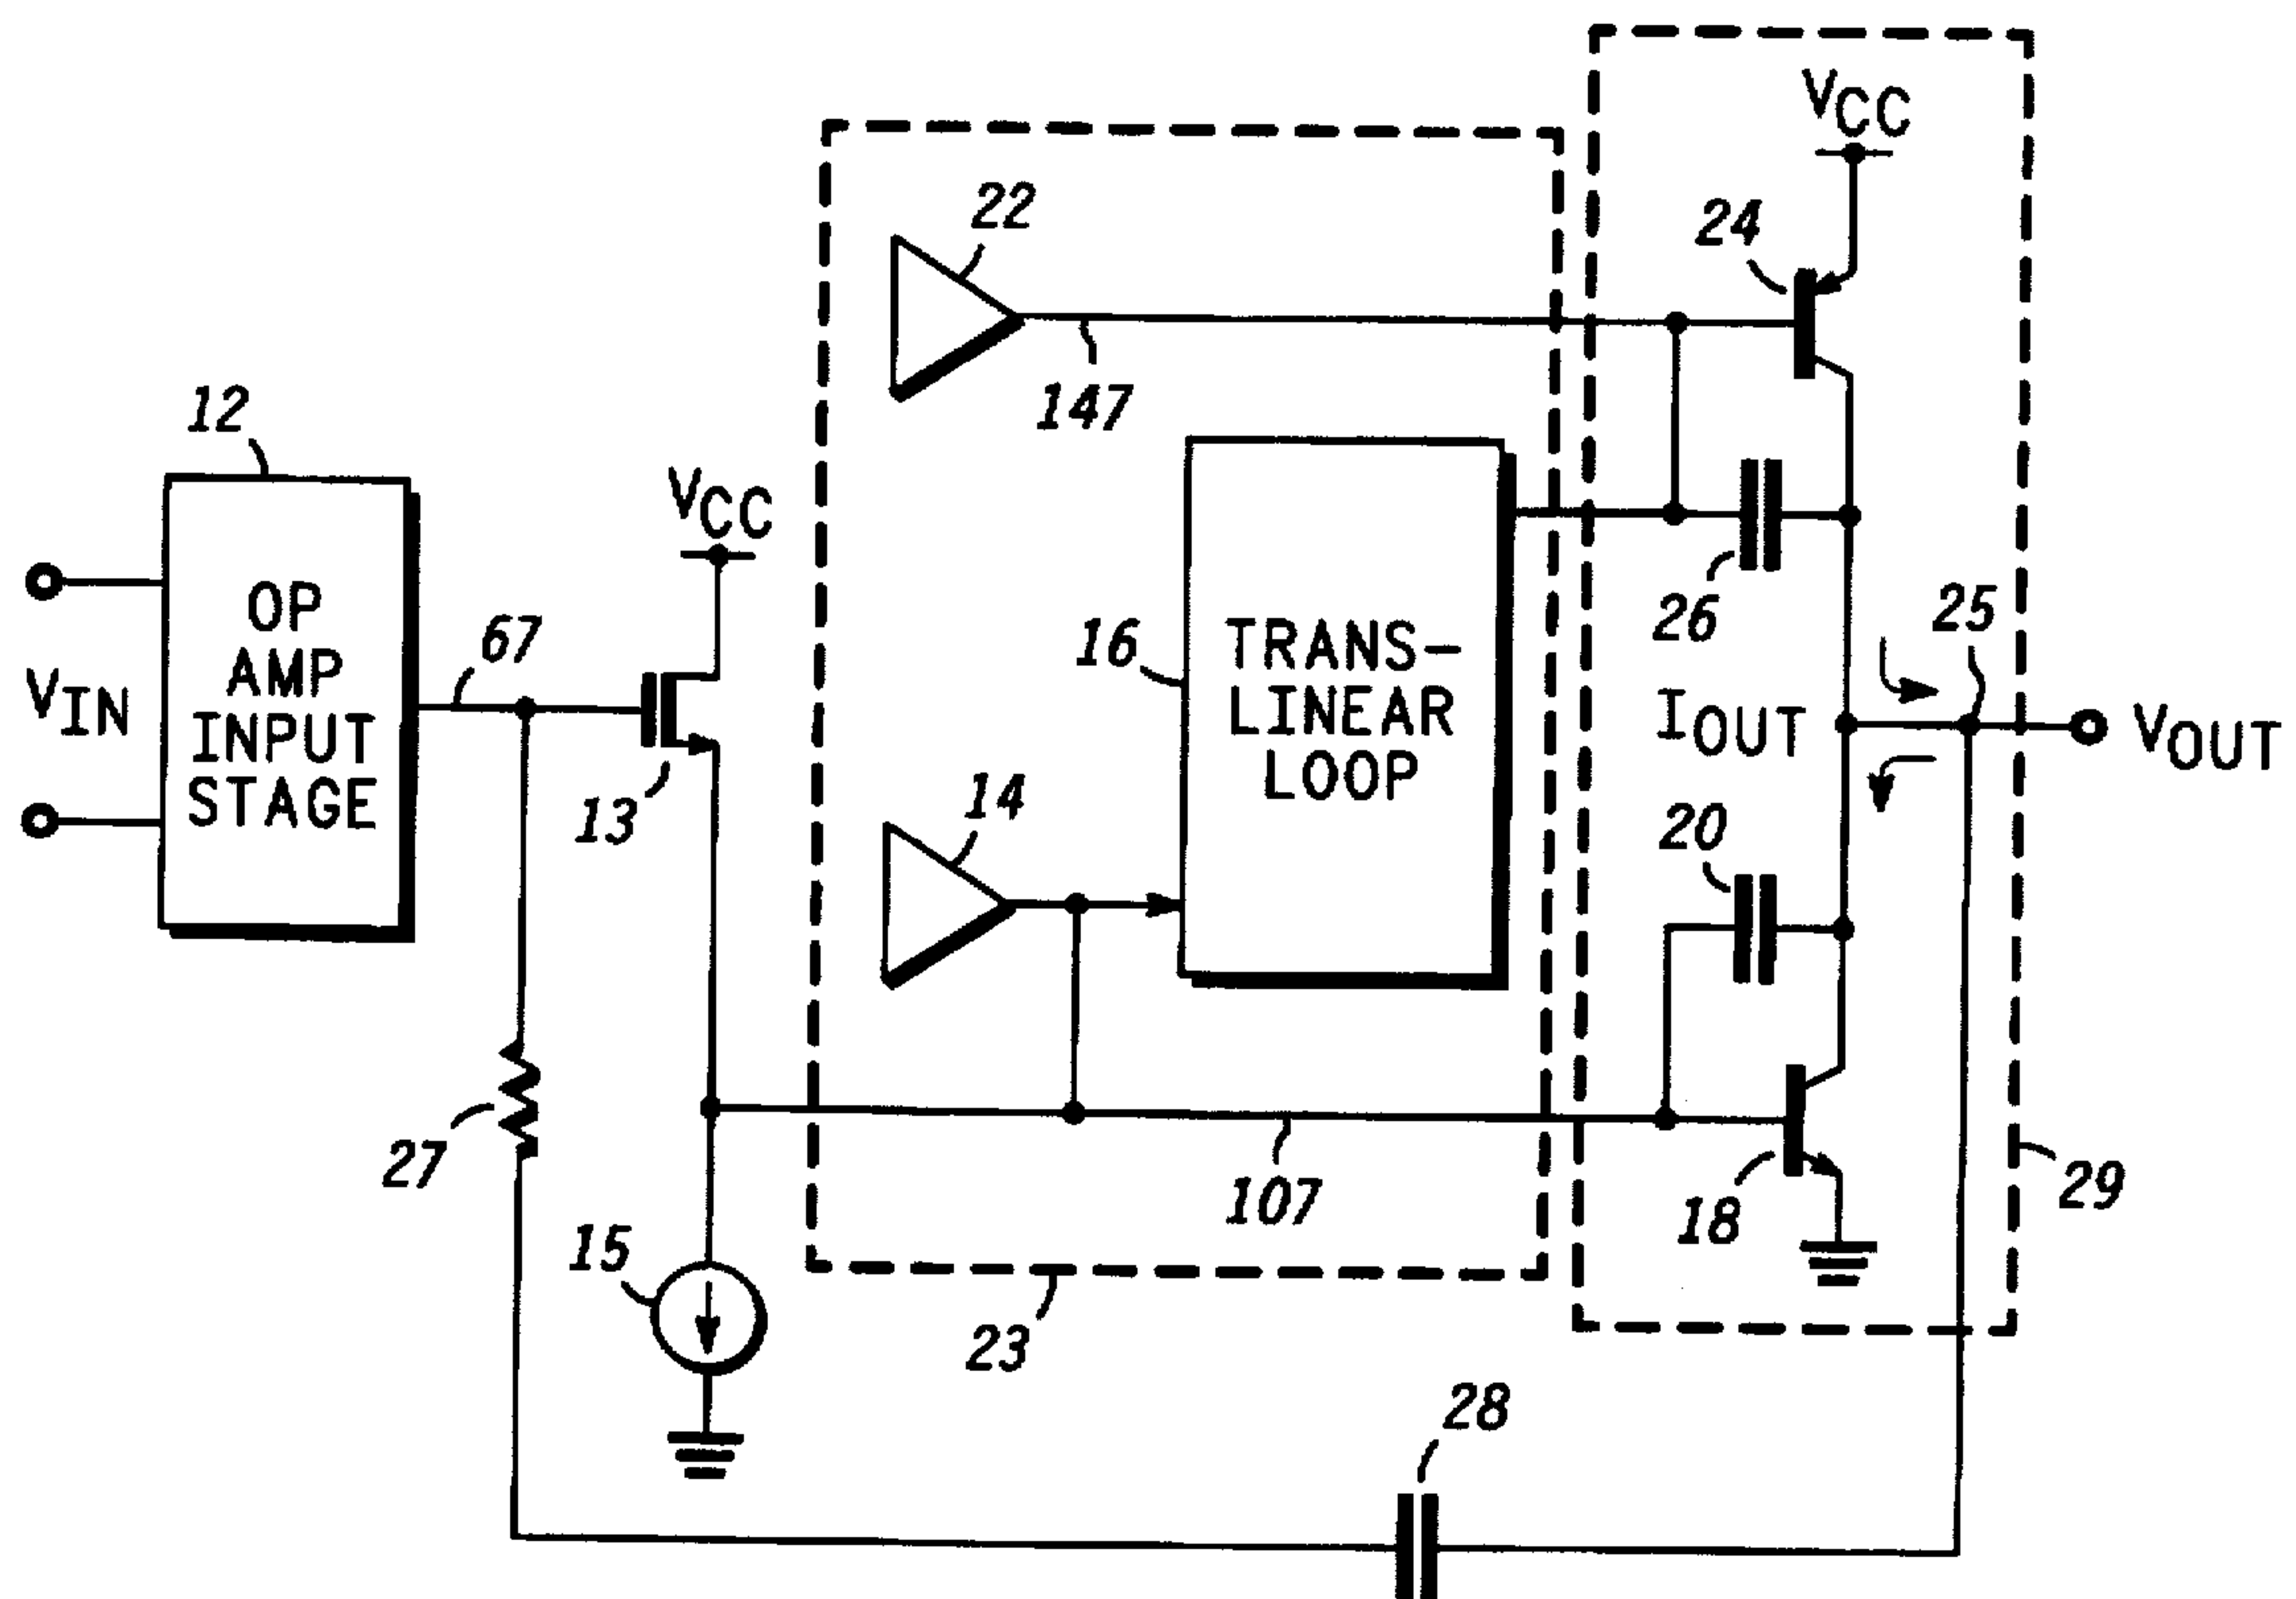 VCC
24
22
147
12
VCC
OP
AMP
INPUT
STAGE
VIN
67
13
16
TRANS-
LINEAR
LOOP
14
26
25
IOUT
VOUT
20
27
107
18
29
15
23
28